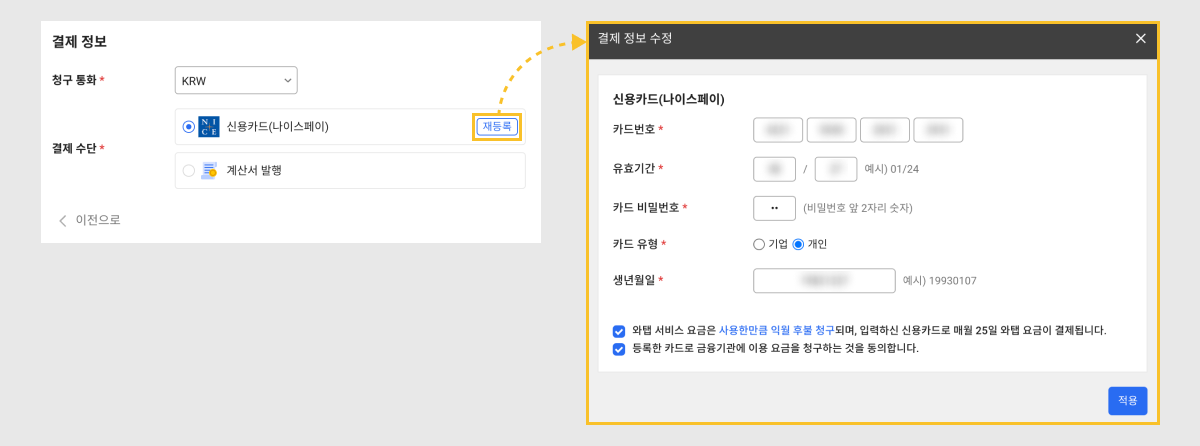 결제 정보
청구 통화 *
KRW
결제 수단 *
NICE 신용카드(나이스페이) 재등록
계산서 발행
이전으로
결제 정보 수정
신용카드(나이스페이)
카드번호 *
유효기간 * / 예시) 01/24
카드 비밀번호 * •• (비밀번호 앞 2자리 숫자)
카드 유형 * 기업 개인
생년월일 * 예시) 19930107
와탭 서비스 요금은 사용한만큼 익월 후불 청구되며, 입력하신 신용카드로 매월 25일 와탭 요금이 결제됩니다.
등록한 카드로 금융기관에 이용 요금을 청구하는 것을 동의합니다.
적용